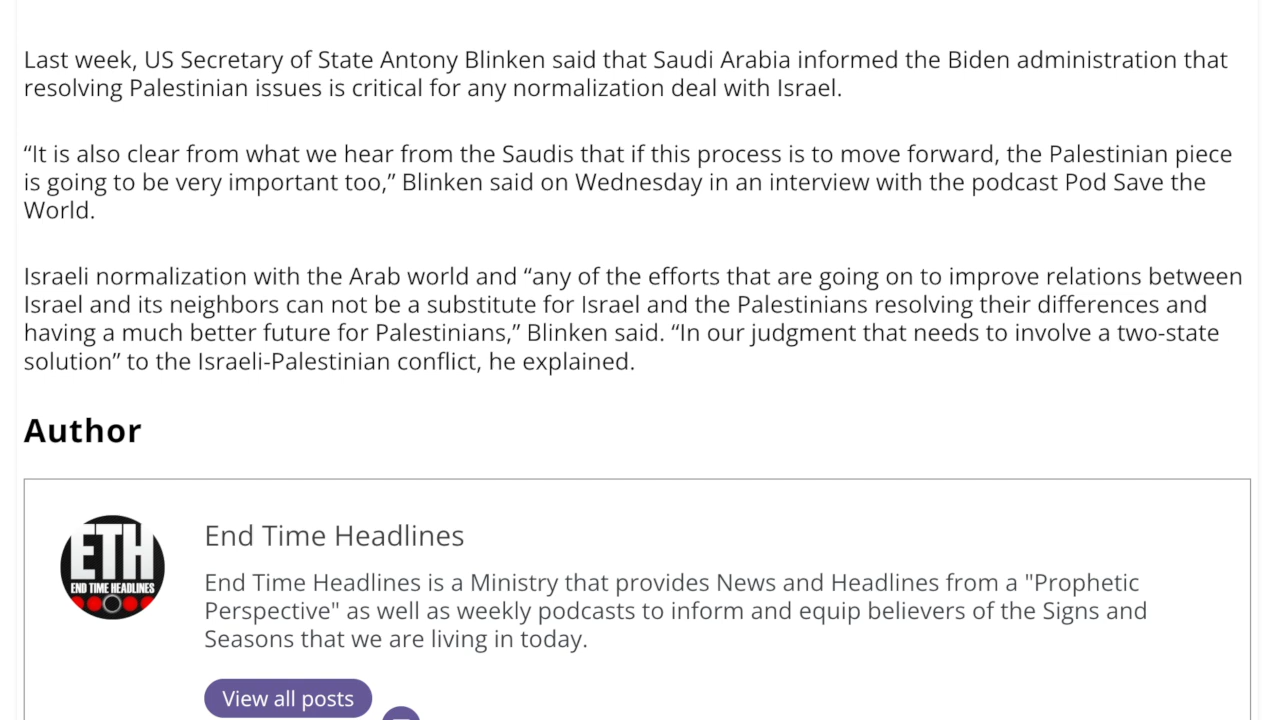 Last week, US Secretary of State Antony Blinken said that Saudi Arabia informed the Biden administration that
resolving Palestinian issues is critical for any normalization deal with Israel.
“It is also clear from what we hear from the Saudis that if this process is to move forward, the Palestinian piece
is going to be very important too,” Blinken said on Wednesday in an interview with the podcast Pod Save the
World.
Israeli normalization with the Arab world and “any of the efforts that are going on to improve relations between
Israel and its neighbors can not be a substitute for Israel and the Palestinians resolving their differences and
having a much better future for Palestinians,” Blinken said. “In our judgment that needs to involve a two-state
solution” to the Israeli-Palestinian conflict, he explained.
Author
ETH
END TIME HEADLINES
End Time Headlines
End Time Headlines is a Ministry that provides News and Headlines from a "Prophetic
Perspective" as well as weekly podcasts to inform and equip believers of the Signs and
Seasons that we are living in today.
View all posts